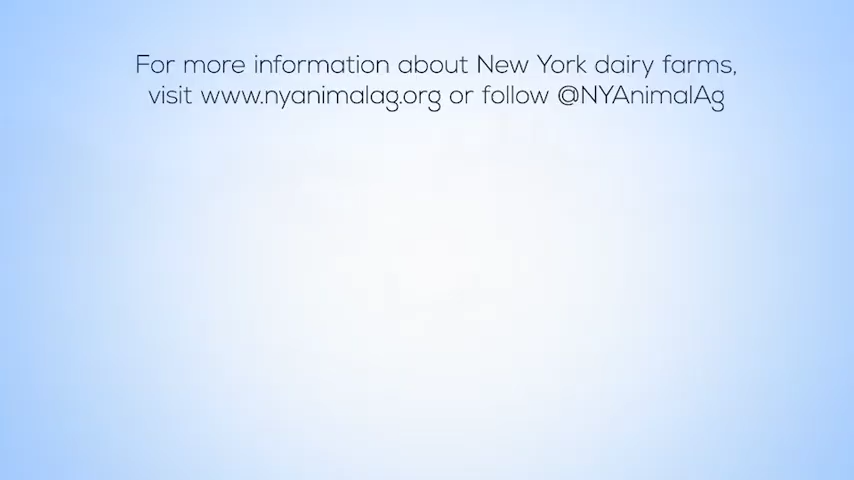 For more information about New York dairy farms,
visit www.nyanimalag.org or follow @NYAnimalAg